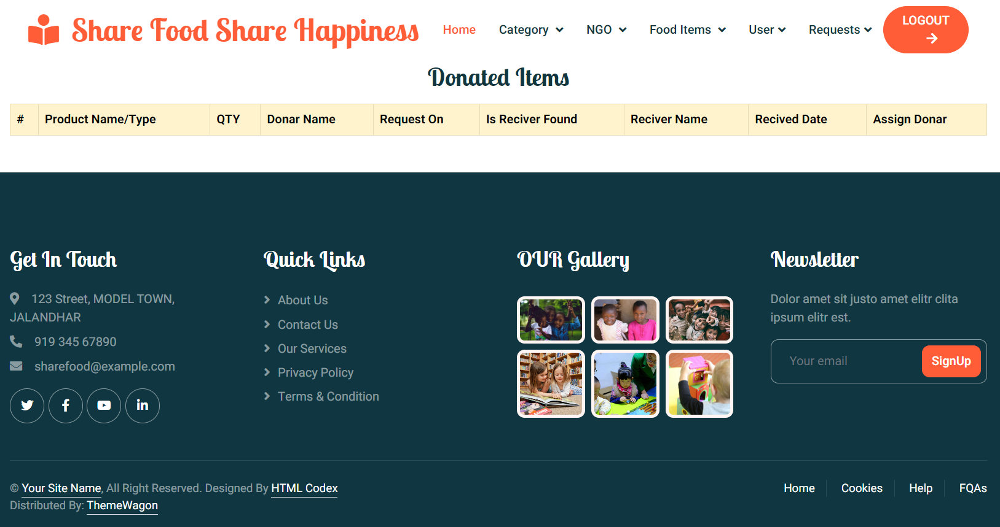 Share Food Share Happiness
Home Category NGO Food Items User Requests LOGOUT
Donated Items
# Product Name/Type QTY Donar Name Request On Is Reciver Found Reciver Name Recived Date Assign Donar
Get In Touch
123 Street, MODEL TOWN,
JALANDHAR
919 345 67890
sharefood@example.com
Quick Links
About Us
Contact Us
Our Services
Privacy Policy
Terms & Condition
OUR Gallery
Newsletter
Dolor amet sit justo amet elitr clita
ipsum elitr est.
Your email SignUp
© Your Site Name, All Right Reserved. Designed By HTML Codex
Distributed By: ThemeWagon
Home Cookies Help FQAs